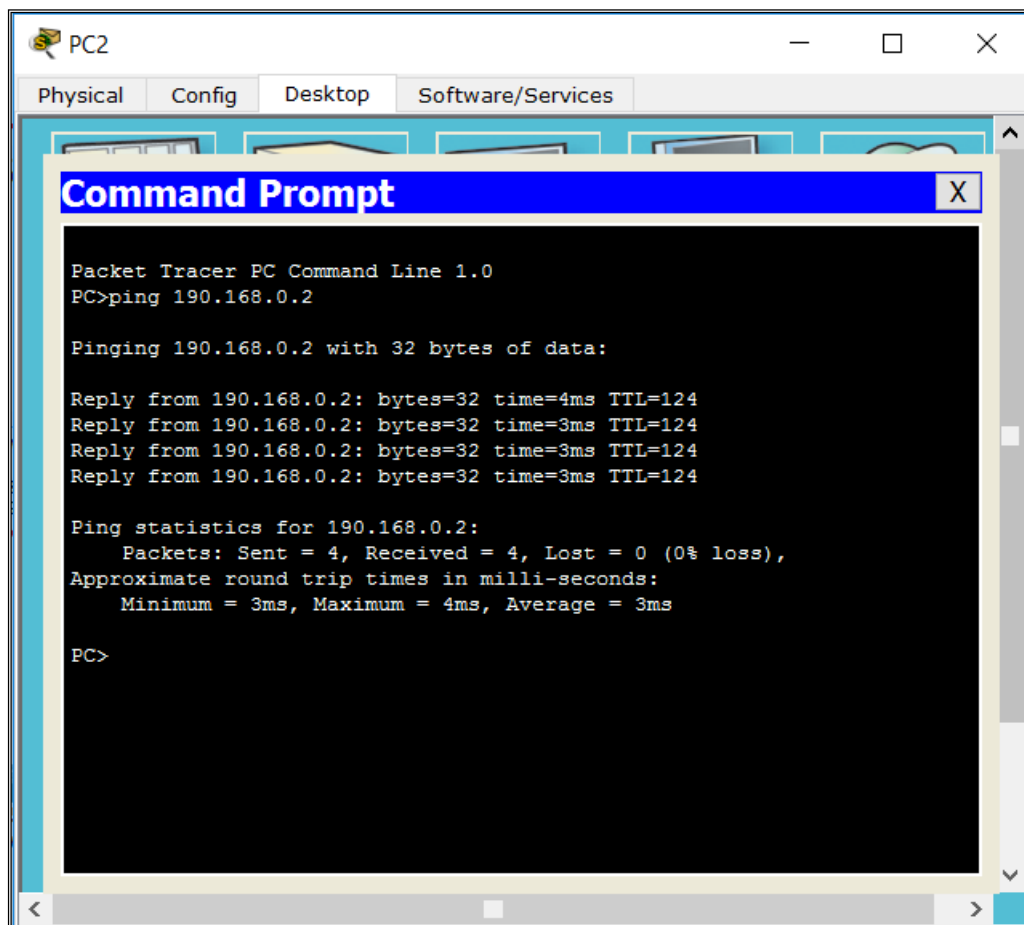 PC2
Physical Config Desktop Software/Services
Command Prompt X
Packet Tracer PC Command Line 1.0
PC>ping 190.168.0.2
Pinging 190.168.0.2 with 32 bytes of data:
Reply from 190.168.0.2: bytes=32 time=4ms TTL=124
Reply from 190.168.0.2: bytes=32 time=3ms TTL=124
Reply from 190.168.0.2: bytes=32 time=3ms TTL=124
Reply from 190.168.0.2: bytes=32 time=3ms TTL=124
Ping statistics for 190.168.0.2:
Packets: Sent = 4, Received = 4, Lost = 0 (0% loss),
Approximate round trip times in milli-seconds:
Minimum = 3ms, Maximum = 4ms, Average = 3ms
PC>